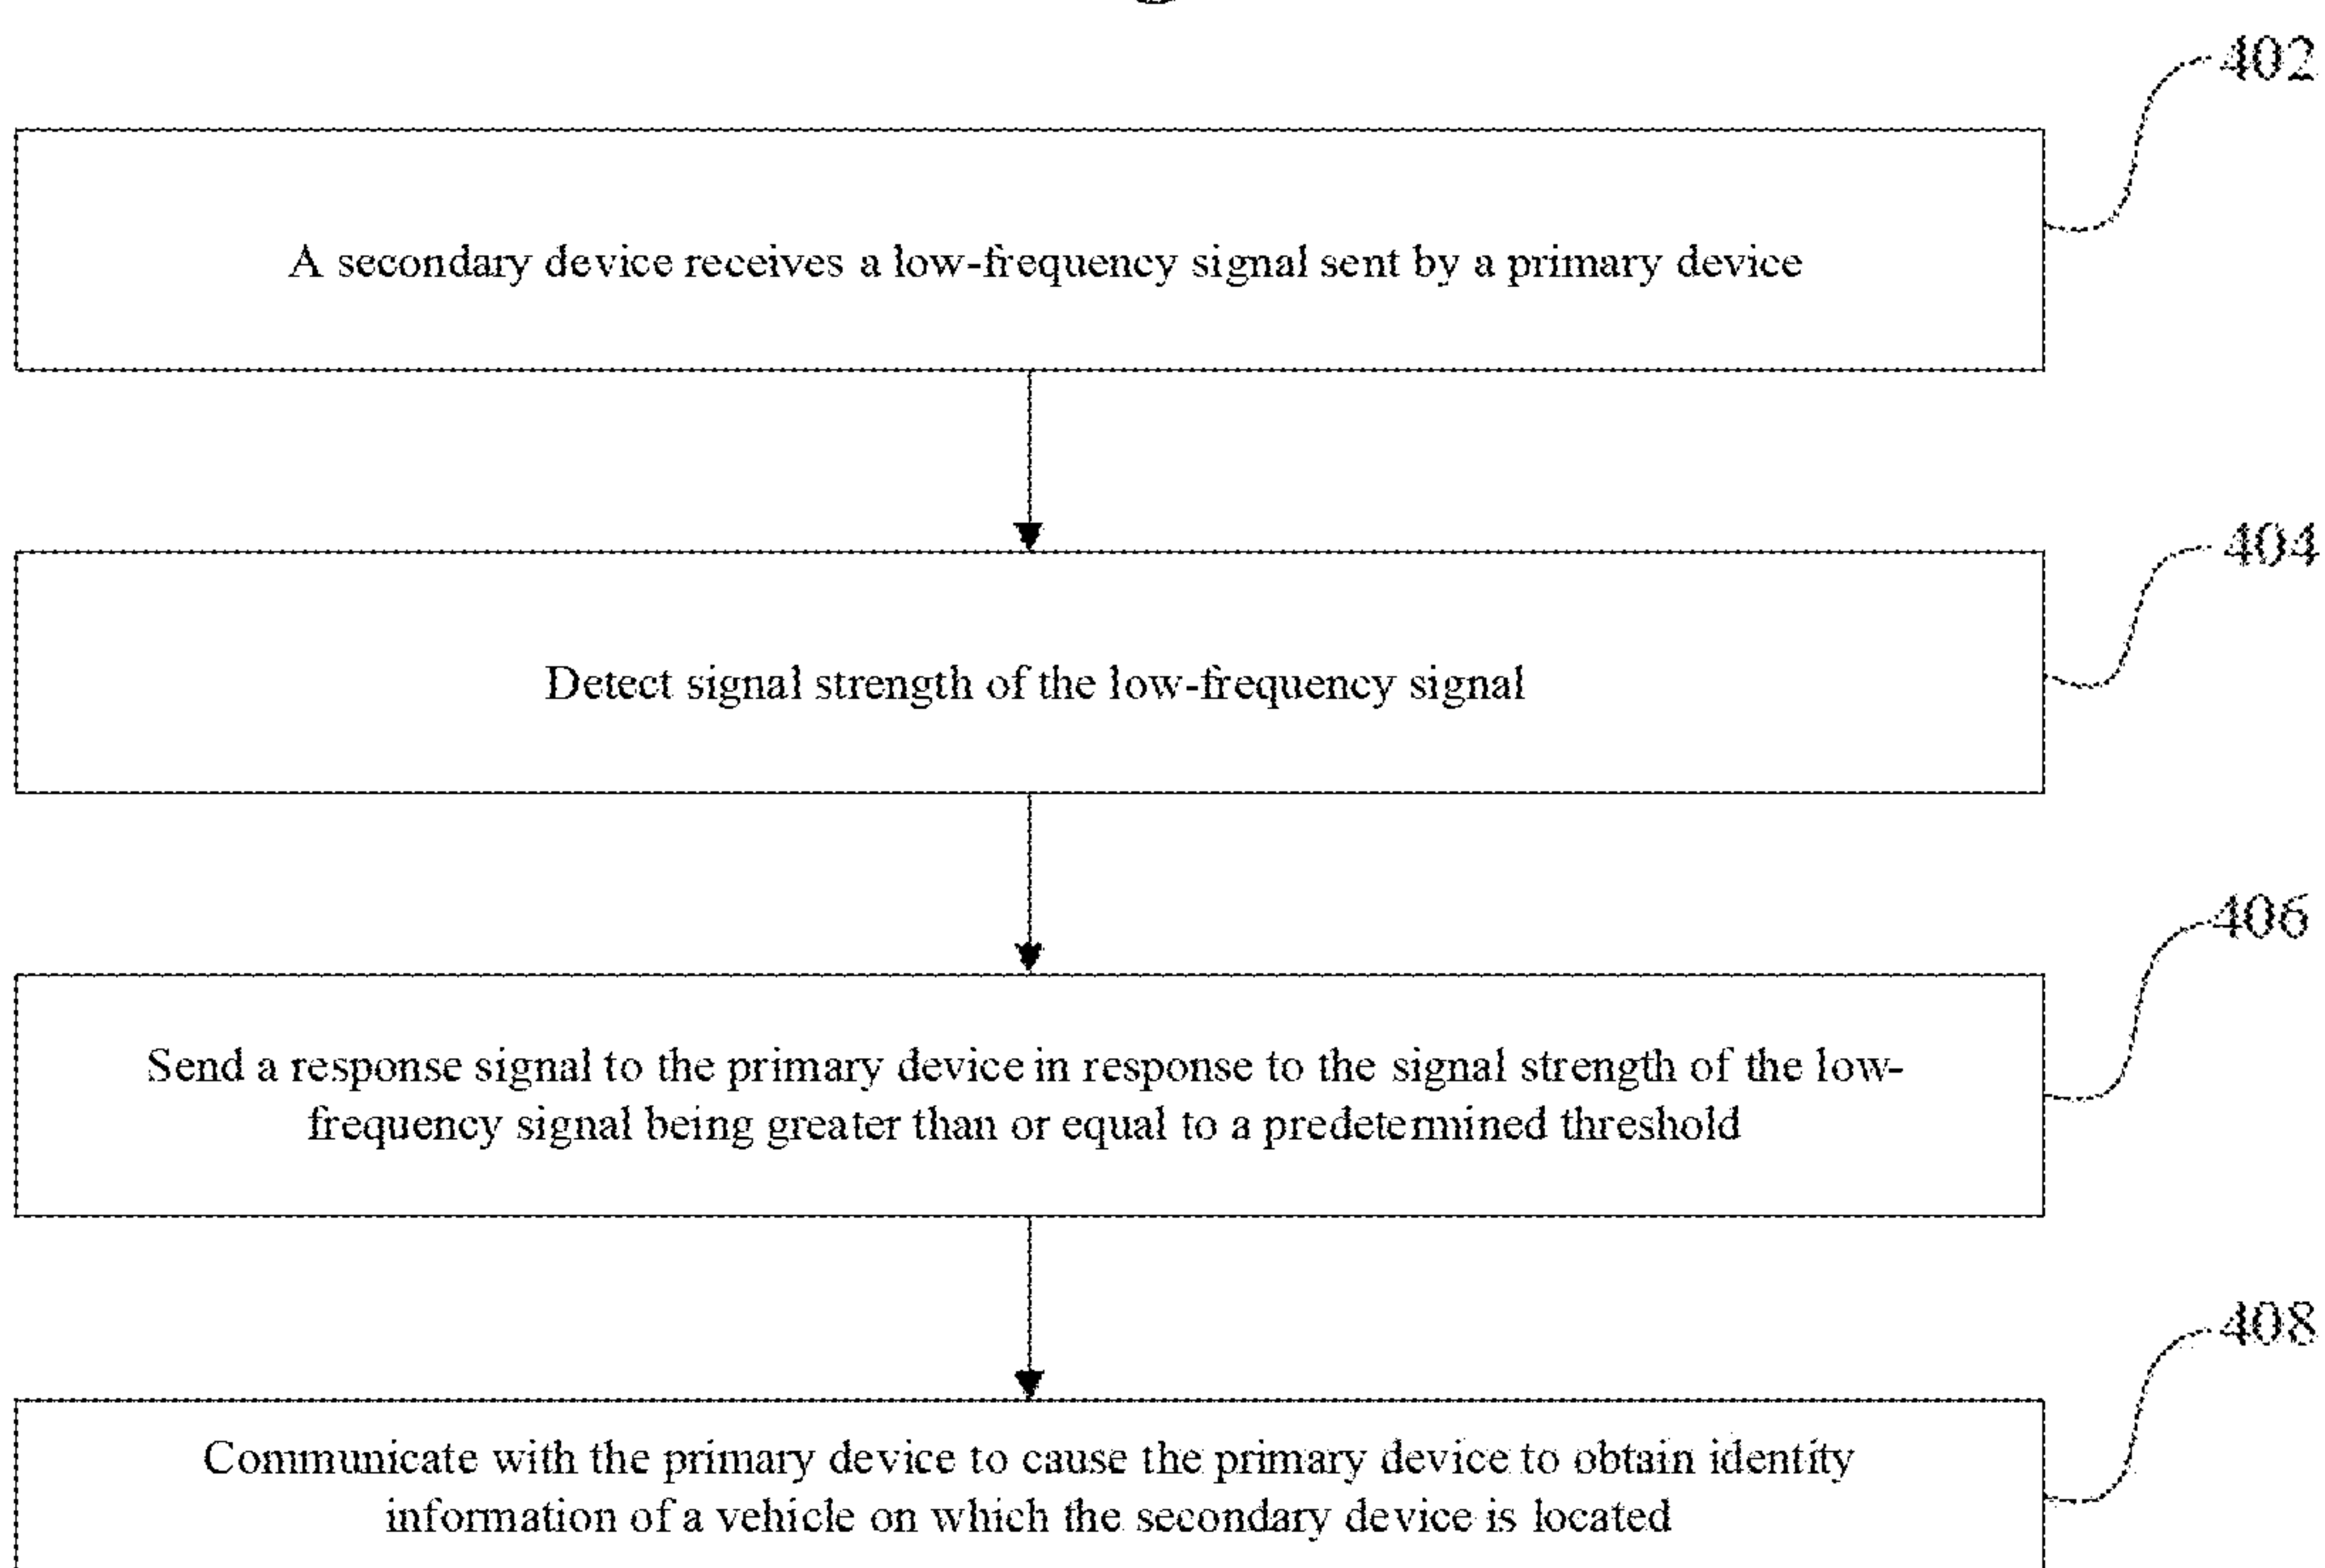 402
A secondary device receives a low-frequency signal sent by a primary device
404
Detect signal strength of the low-frequency signal
406
Send a response signal to the primary device in response to the signal strength of the low-
frequency signal being greater than or equal to a predetermined threshold
408
Communicate with the primary device to cause the primary device to obtain identity
information of a vehicle on which the secondary device is located